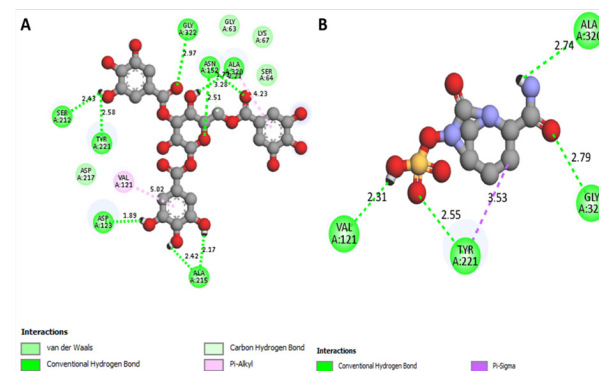 A
GLY
A:322
GLY
A:63
LYS
A:67
ASN
A:152
ALA
SER
A:64
2.97
3.28
2.51
4.23
2.43
2.58
SER
A:212
TYR
A:221
ASP
A:217
VAL
A:121
5.02
ASP
A:123
1.89
2.17
2.42
ALA
A:215
Interactions
van der Waals
Conventional Hydrogen Bond
Carbon Hydrogen Bond
Pi-Alkyl
B
ALA
2.74
2.79
GLY
2.31
2.55
3.53
VAL
A:121
TYR
A:221
Interactions
Conventional Hydrogen Bond
Pi-Sigma